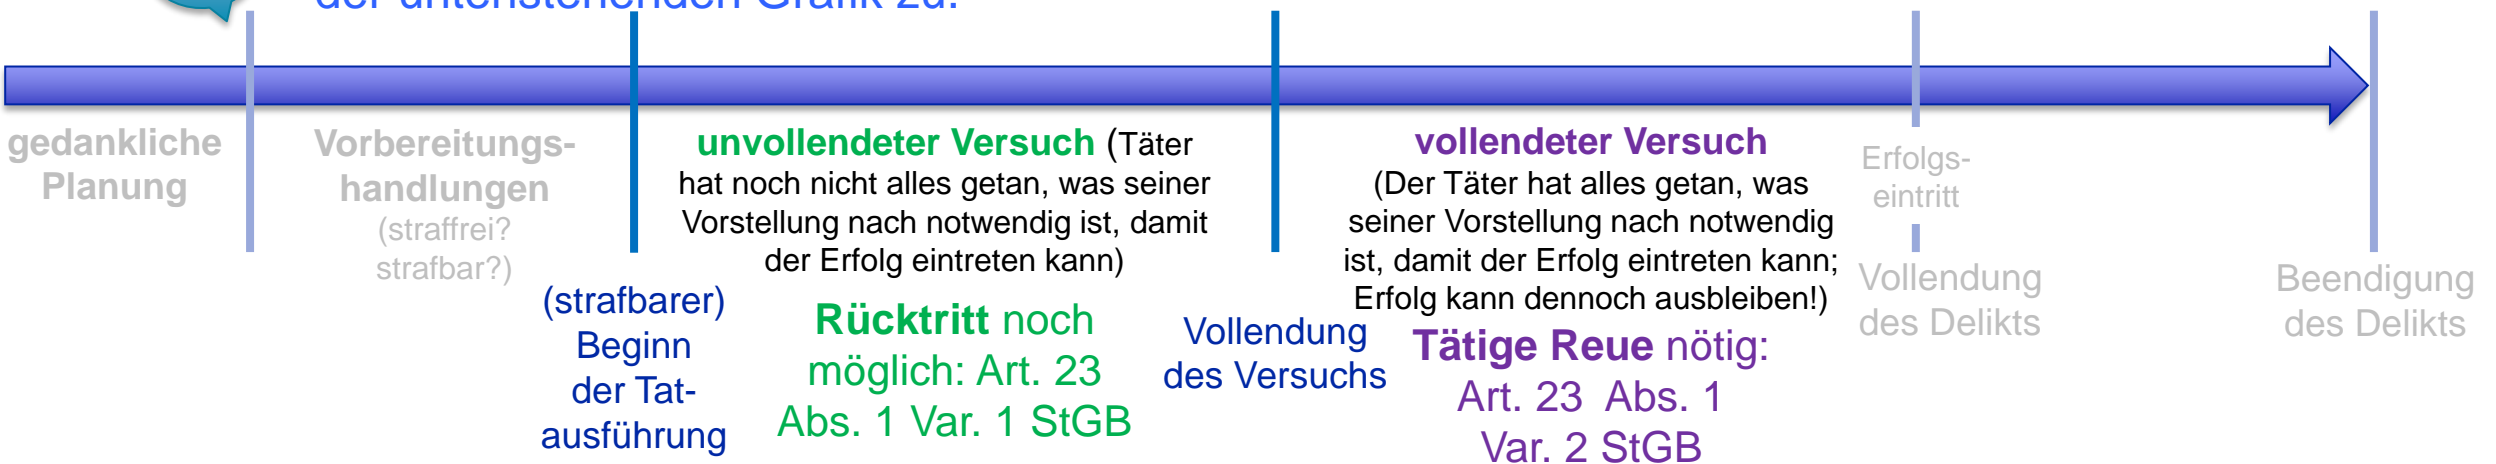 der untenstehenden Grafik zu.
gedankliche
Planung
Vorbereitungs-
handlungen
(straffrei?
strafbar?)
(strafbarer)
Beginn
der Tat-
ausführung
unvollendeter Versuch (Täter
hat noch nicht alles getan, was seiner
Vorstellung nach notwendig ist, damit
der Erfolg eintreten kann)
Rücktritt noch
möglich: Art. 23
Abs. 1 Var. 1 StGB
Vollendung
des Versuchs
vollendeter Versuch
(Der Täter hat alles getan, was
seiner Vorstellung nach notwendig
ist, damit der Erfolg eintreten kann;
Erfolg kann dennoch ausbleiben!)
Tätige Reue nötig:
Art. 23 Abs. 1
Var. 2 StGB
Erfolgs-
eintritt
Vollendung
des Delikts
Beendigung
des Delikts